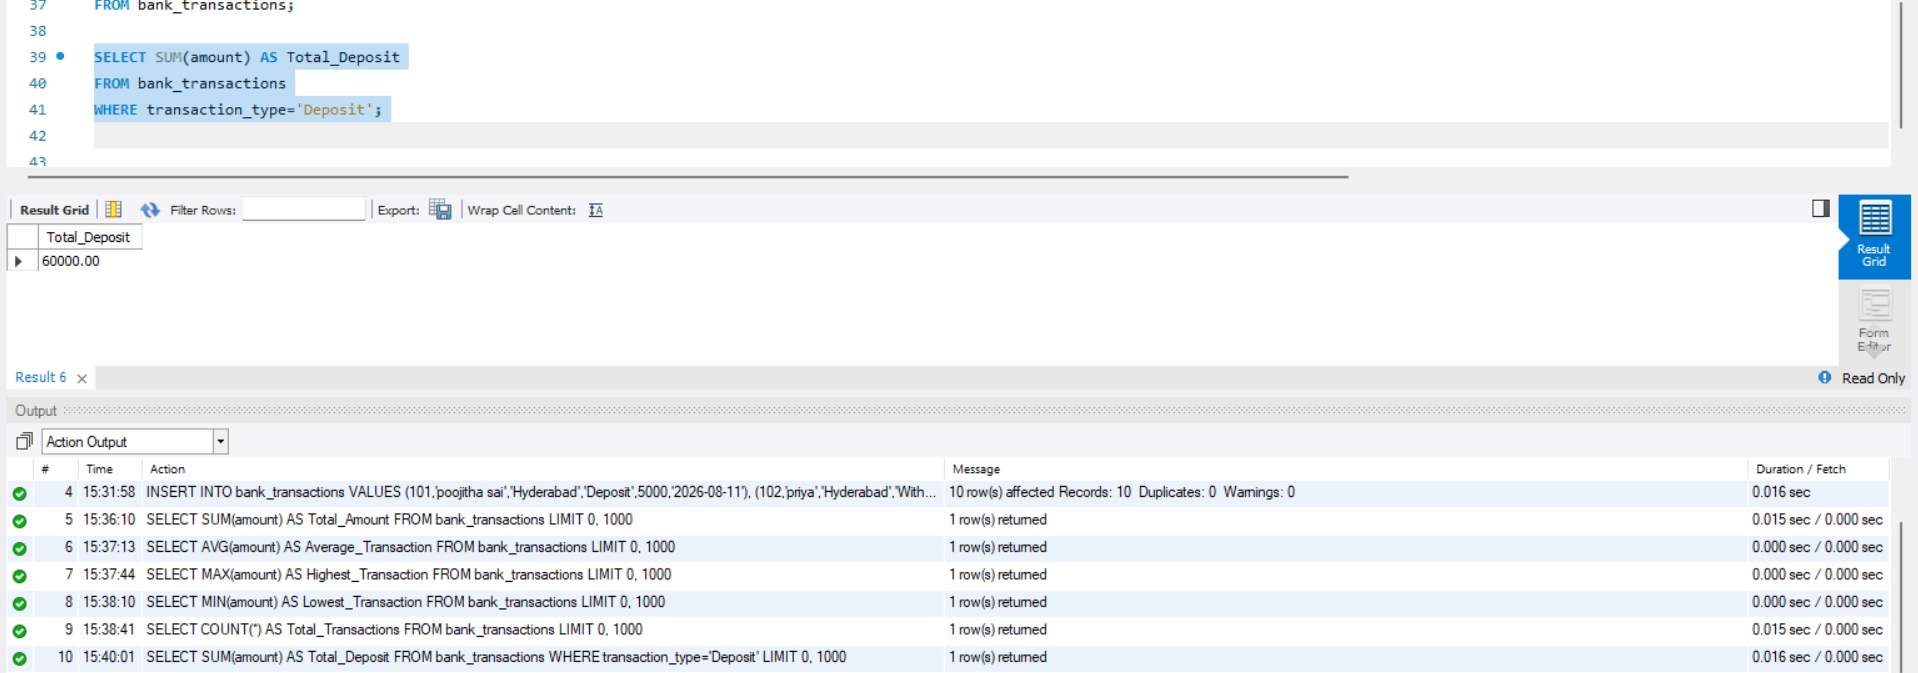 37 FROM bank_transactions;
38
39 SELECT SUM(amount) AS Total_Deposit
40 FROM bank_transactions
41 WHERE transaction_type='Deposit';
42
43
Result Grid Filter Rows: Export: Wrap Cell Content: IA
Total_Deposit
60000.00
Result Grid
Form Editor
Result 6 ×
Read Only
Output
Action Output
# Time Action Message Duration / Fetch
4 15:31:58 INSERT INTO bank_transactions VALUES (101,'poojitha sai','Hyderabad','Deposit',5000,'2026-08-11'), (102,'priya','Hyderabad','With... 10 row(s) affected Records: 10 Duplicates: 0 Warnings: 0 0.016 sec
5 15:36:10 SELECT SUM(amount) AS Total_Amount FROM bank_transactions LIMIT 0, 1000 1 row(s) returned 0.015 sec / 0.000 sec
6 15:37:13 SELECT AVG(amount) AS Average_Transaction FROM bank_transactions LIMIT 0, 1000 1 row(s) returned 0.000 sec / 0.000 sec
7 15:37:44 SELECT MAX(amount) AS Highest_Transaction FROM bank_transactions LIMIT 0, 1000 1 row(s) returned 0.000 sec / 0.000 sec
8 15:38:10 SELECT MIN(amount) AS Lowest_Transaction FROM bank_transactions LIMIT 0, 1000 1 row(s) returned 0.000 sec / 0.000 sec
9 15:38:41 SELECT COUNT(*) AS Total_Transactions FROM bank_transactions LIMIT 0, 1000 1 row(s) returned 0.015 sec / 0.000 sec
10 15:40:01 SELECT SUM(amount) AS Total_Deposit FROM bank_transactions WHERE transaction_type='Deposit' LIMIT 0, 1000 1 row(s) returned 0.016 sec / 0.000 sec